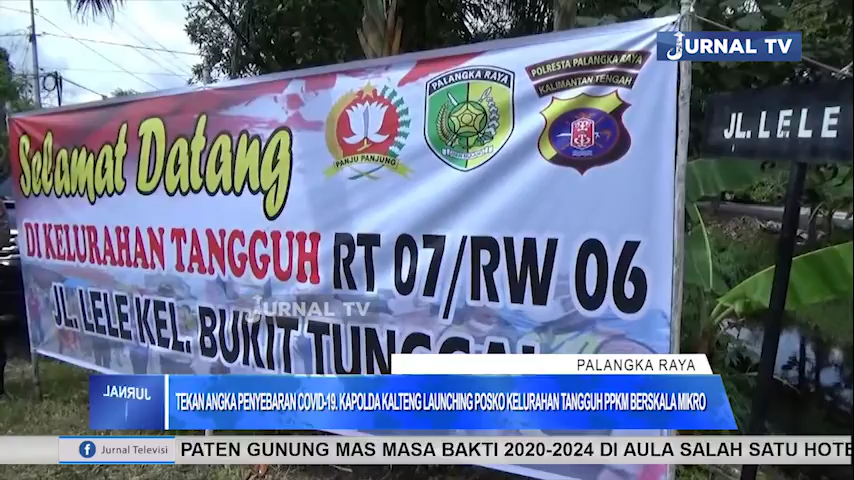 JURNAL TV
Selamat Datang
PANJU PANJUNG
PALANGKA RAYA
POLRESTA PALANGKA RAYA
KALIMANTAN TENGAH
JL. LELE
DI KELURAHAN TANGGUH RT 07/RW 06
JURNAL TV
JL. LELE KEL. BUKIT TUNGGAL
PALANGKA RAYA
JURNAL
TEKAN ANGKA PENYEBARAN COVID-19. KAPOLDA KALTENG LAUNCHING POSKO KELURAHAN TANGGUH PPKM BERSKALA MIKRO
Jurnal Televisi
PATEN GUNUNG MAS MASA BAKTI 2020-2024 DI AULA SALAH SATU HOTE